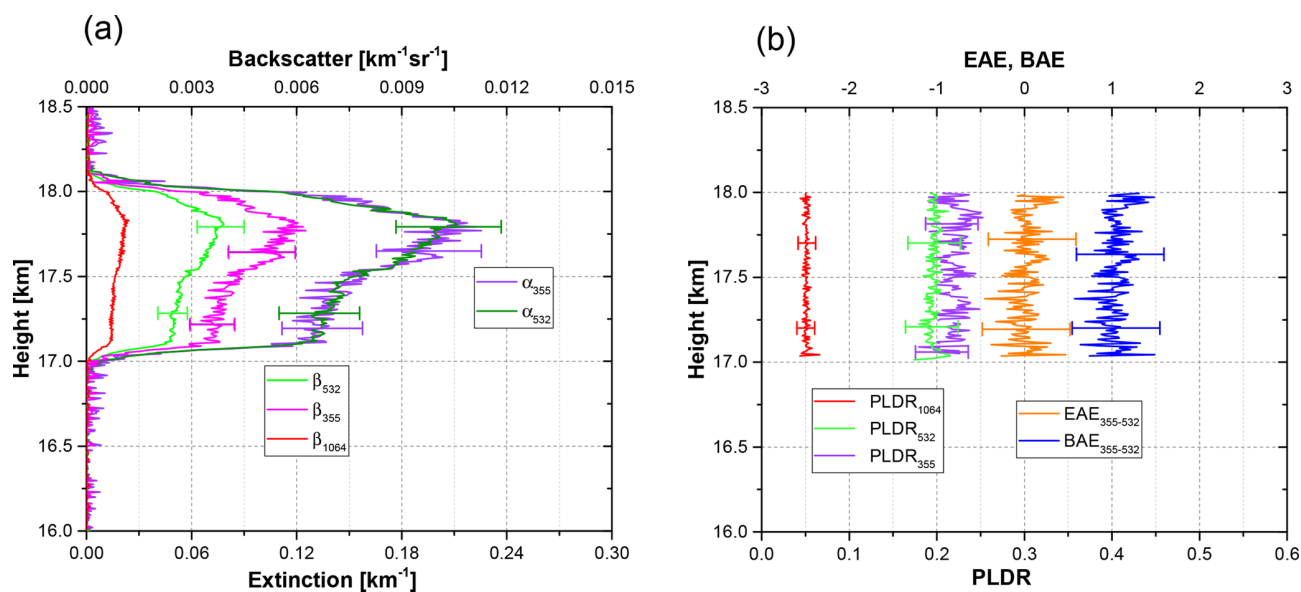 (a)
Backscatter [km⁻¹sr⁻¹]
0.000 0.003 0.006 0.009 0.012 0.015
18.5
18.0
17.5
17.0
16.5
16.0
Height [km]
α355
α532
β532
β355
β1064
0.00 0.06 0.12 0.18 0.24 0.30
Extinction [km⁻¹]
(b)
EAE, BAE
-3 -2 -1 0 1 2 3
18.5
18.0
17.5
17.0
16.5
16.0
Height [km]
PLDR1064
PLDR532
PLDR355
EAE355-532
BAE355-532
0.0 0.1 0.2 0.3 0.4 0.5 0.6
PLDR